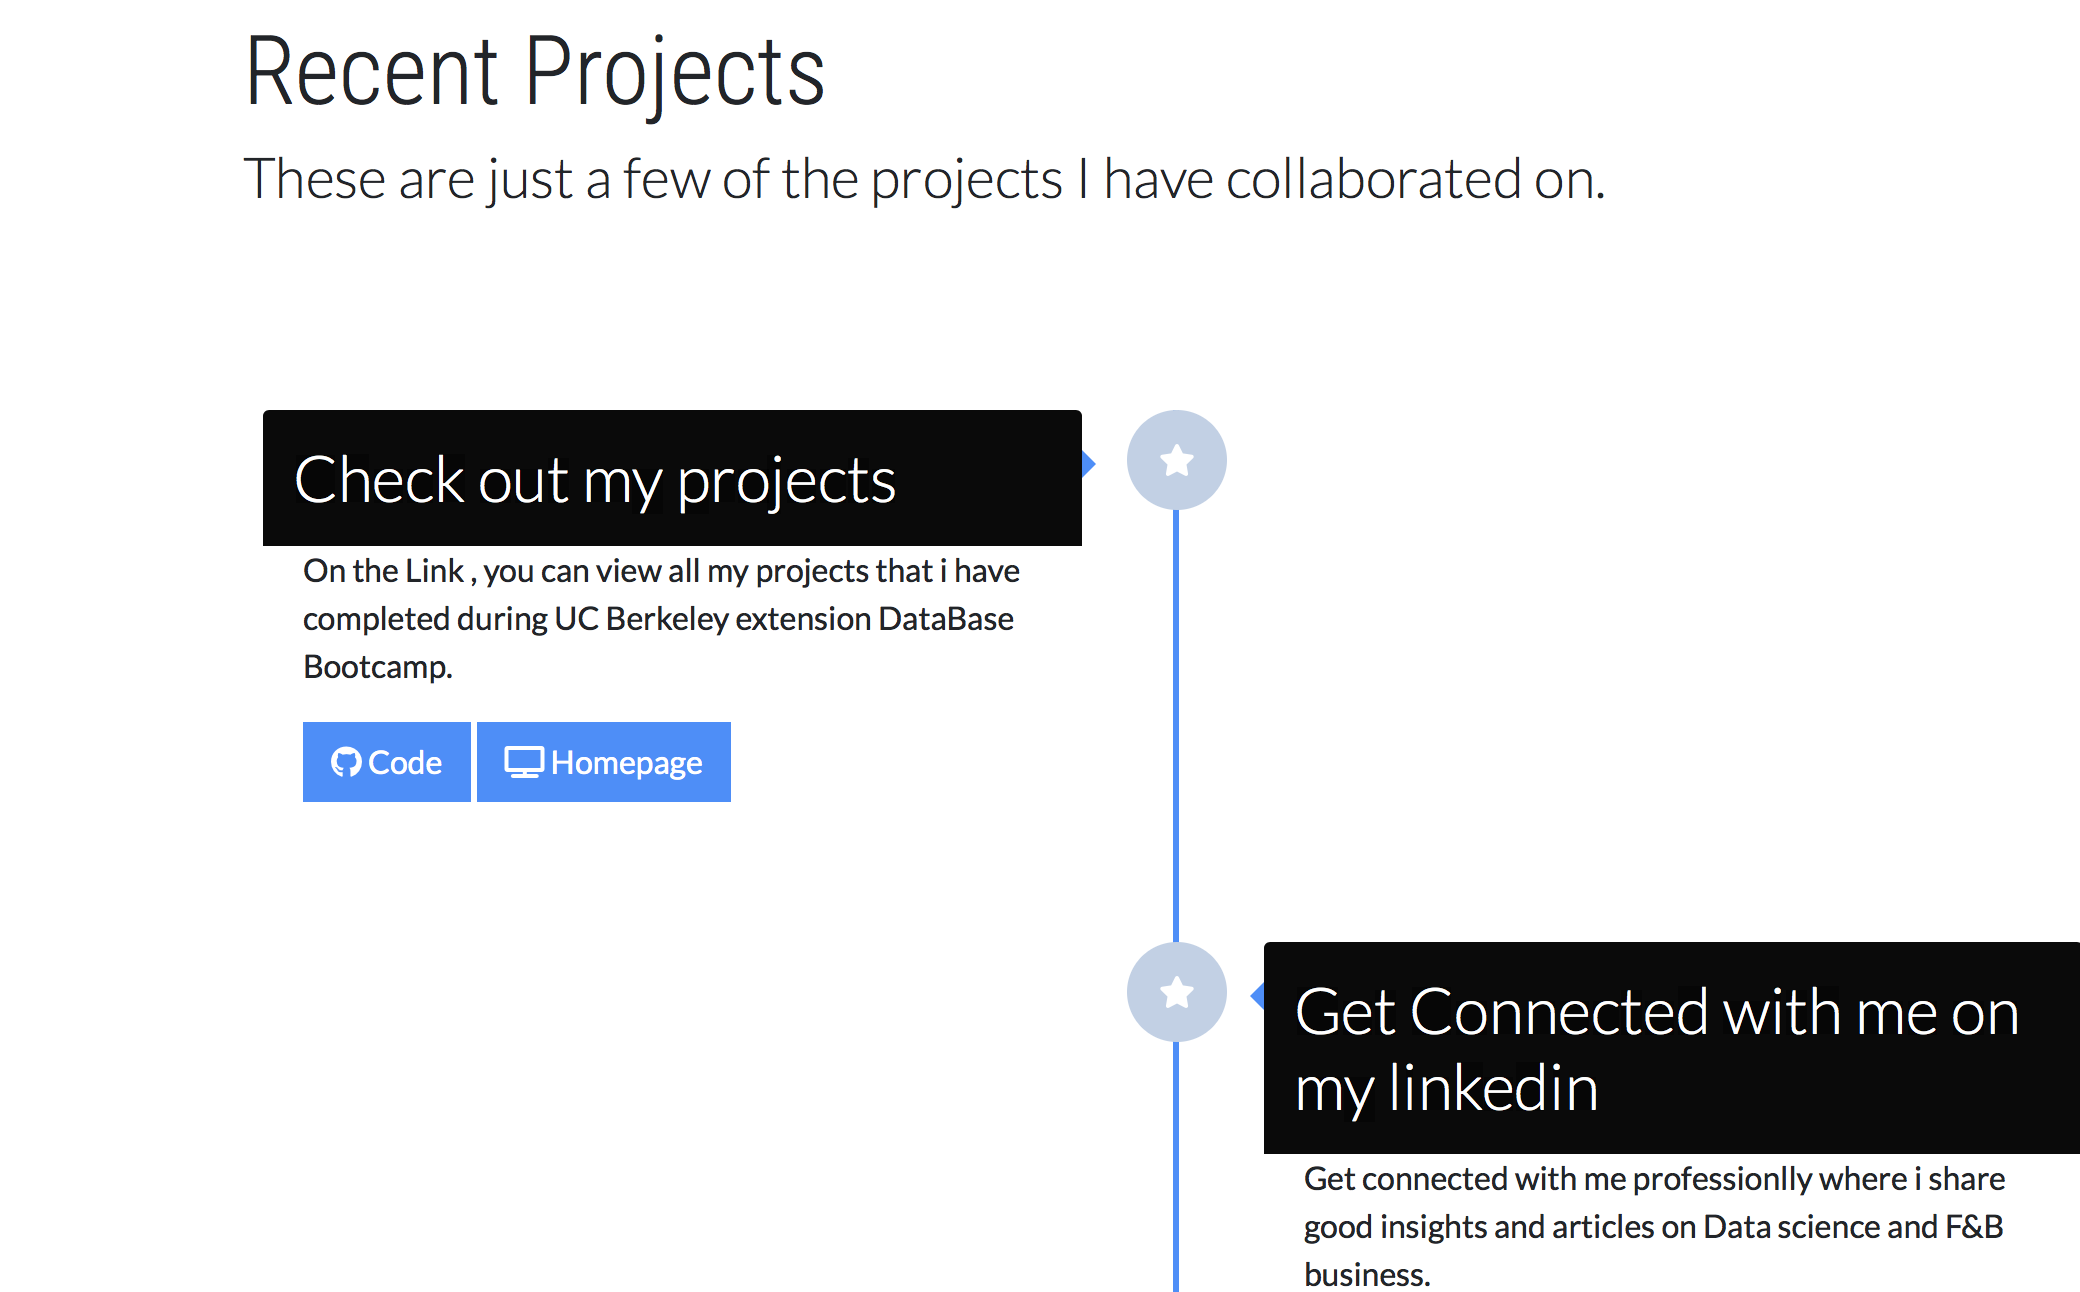 Recent Projects
These are just a few of the projects I have collaborated on.
Check out my projects
On the Link , you can view all my projects that i have
completed during UC Berkeley extension DataBase
Bootcamp.
Code
Homepage
Get Connected with me on
my linkedin
Get connected with me professionlly where i share
good insights and articles on Data science and F&B
business.